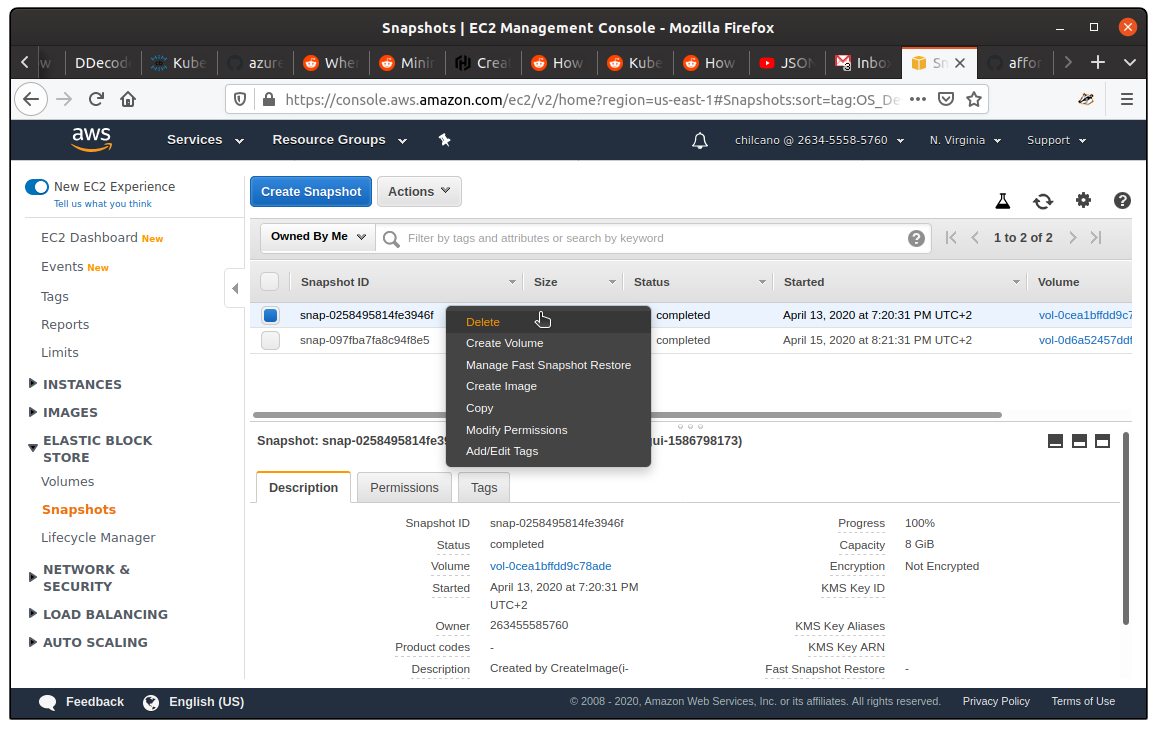 Snapshots | EC2 Management Console - Mozilla Firefox
DDecod
Kube
azure
Wher
Minir
Crea
How
Kube
How
JSON
Inbo
Sn
affor
https://console.aws.amazon.com/ec2/v2/home?region=us-east-1#Snapshots:sort=tag:OS_De
aws
Services
Resource Groups
chilcano @ 2634-5558-5760
N. Virginia
Support
New EC2 Experience
Tell us what you think
EC2 Dashboard New
Events New
Tags
Reports
Limits
INSTANCES
IMAGES
ELASTIC BLOCK
STORE
Volumes
Snapshots
Lifecycle Manager
NETWORK &
SECURITY
LOAD BALANCING
AUTO SCALING
Create Snapshot
Actions
Owned By Me
Filter by tags and attributes or search by keyword
1 to 2 of 2
Snapshot ID Size Status Started Volume
snap-0258495814fe3946f completed April 13, 2020 at 7:20:31 PM UTC+2 vol-0cea1bffdd9c7
snap-097fba7fa8c94f8e5 completed April 15, 2020 at 8:21:31 PM UTC+2 vol-0d6a52457ddf
Delete
Create Volume
Manage Fast Snapshot Restore
Create Image
Copy
Modify Permissions
Add/Edit Tags
Snapshot: snap-0258495814fe39 ui-1586798173)
Description
Permissions
Tags
Snapshot ID snap-0258495814fe3946f
Progress 100%
Status completed
Capacity 8 GiB
Volume vol-0cea1bffdd9c78ade
Encryption Not Encrypted
Started April 13, 2020 at 7:20:31 PM
UTC+2
KMS Key ID
Owner 263455585760
KMS Key Aliases
Product codes -
KMS Key ARN
Description Created by CreateImage(i-
Fast Snapshot Restore -
Feedback
English (US)
© 2008 - 2020, Amazon Web Services, Inc. or its affiliates. All rights reserved.
Privacy Policy
Terms of Use